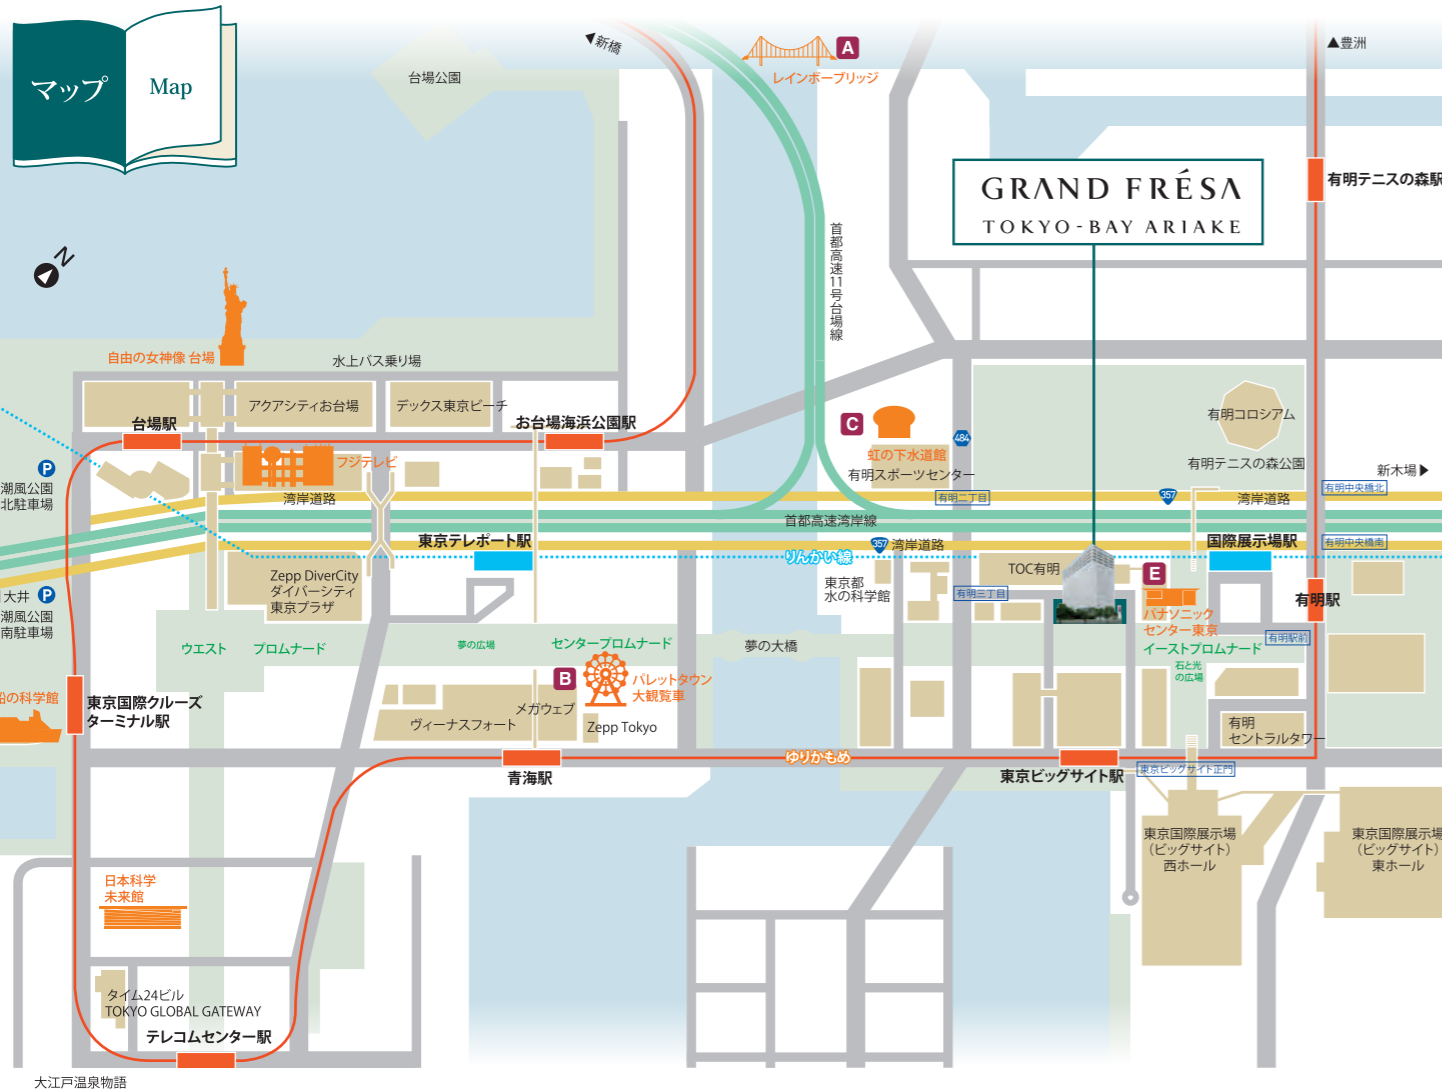 マップ
Map
台場公園
◀新橋
A
レインボーブリッジ
▲豊洲
GRAND FRÉSA
TOKYO-BAY ARIAKE
有明テニスの森駅
N
首都高速11号台場線
自由の女神像 台場
水上バス乗り場
アクアシティお台場
デックス東京ビーチ
台場駅
お台場海浜公園駅
C
虹の下水道館
有明スポーツセンター
484
有明コロシアム
有明テニスの森公園
新木場▶
P
潮風公園
北駐車場
フジテレビ
湾岸道路
有明二丁目
357
湾岸道路
有明中央橋北
首都高速湾岸線
東京テレポート駅
りんかい線
357
湾岸道路
国際展示場駅
有明中央橋南
大井
P
潮風公園
南駐車場
Zepp DiverCity
ダイバーシティ
東京プラザ
東京都
水の科学館
TOC有明
有明三丁目
E
パナソニック
センター東京
有明駅
有明駅前
ウエスト
プロムナード
夢の広場
センタープロムナード
夢の大橋
イーストプロムナード
石と光
の広場
船の科学館
東京国際クルーズ
ターミナル駅
B
パレットタウン
大観覧車
メガウェブ
ヴィーナスフォート
Zepp Tokyo
有明
セントラルタワー
青海駅
ゆりかもめ
東京ビッグサイト駅
東京ビッグサイト正門
東京国際展示場
（ビッグサイト）
西ホール
東京国際展示場
（ビッグサイト）
東ホール
日本科学
未来館
タイム24ビル
TOKYO GLOBAL GATEWAY
テレコムセンター駅
大江戸温泉物語